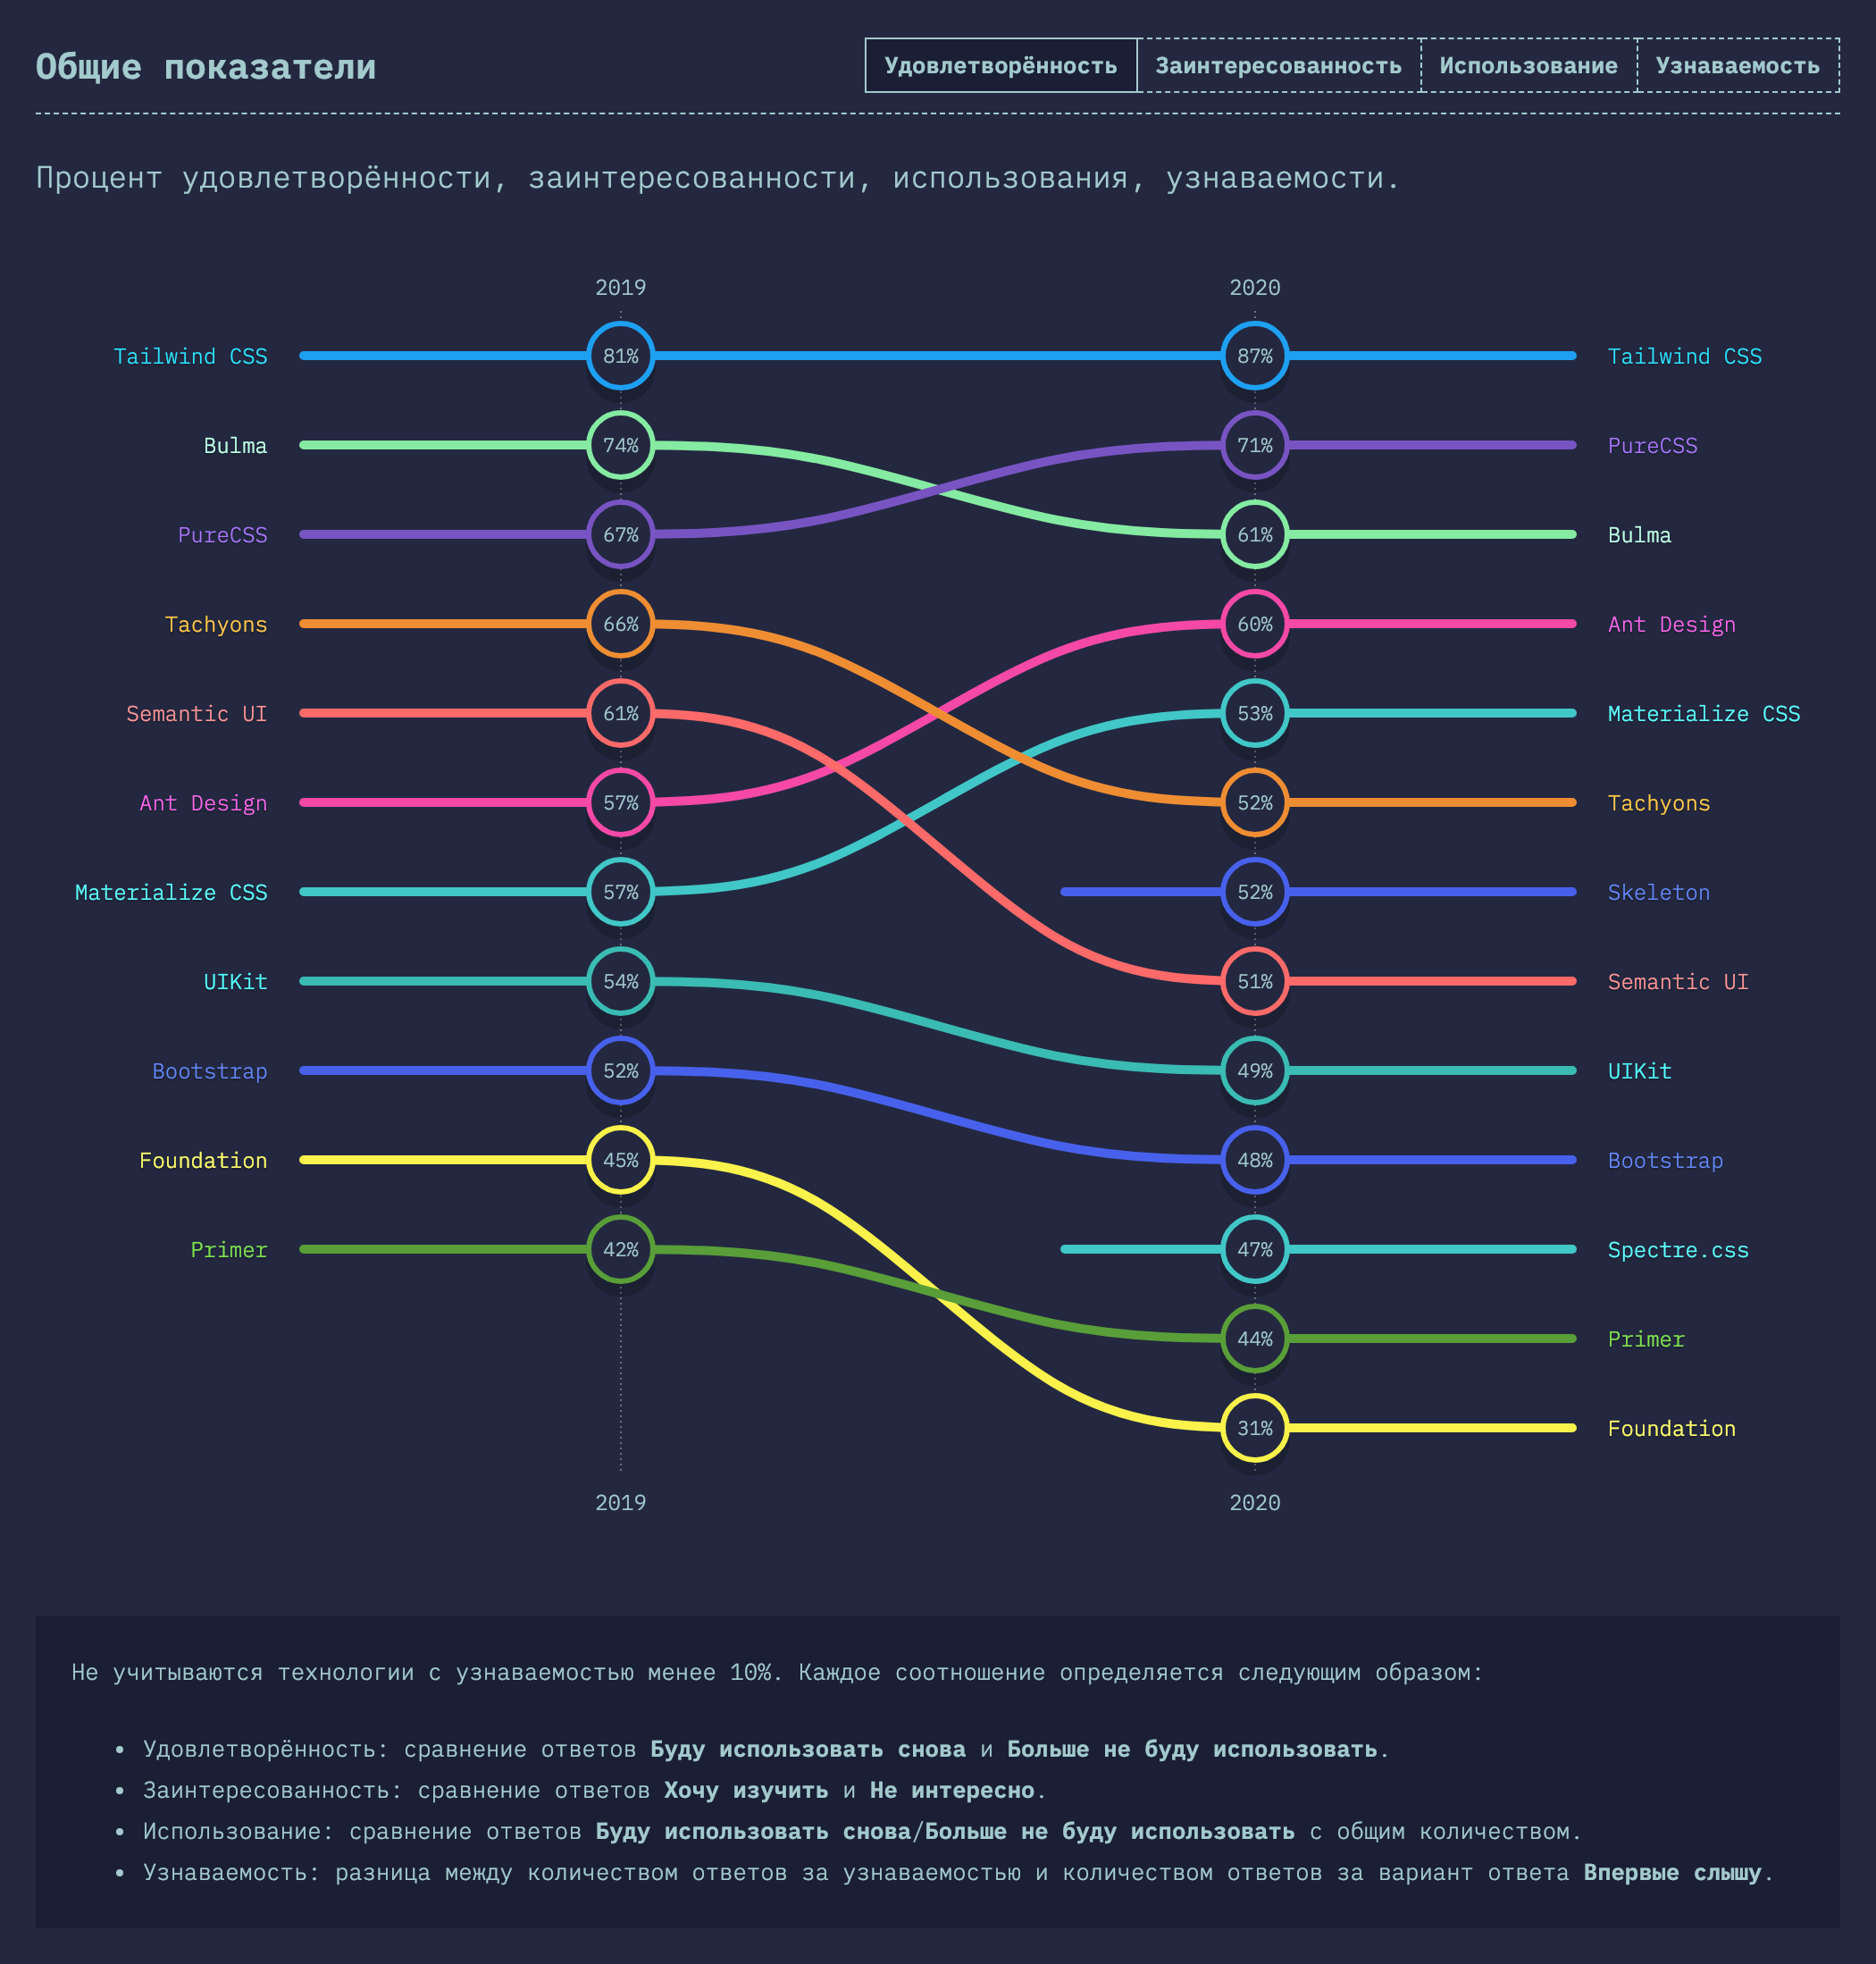 Общие показатели
Удовлетворённость Заинтересованность Использование Узнаваемость
Процент удовлетворённости, заинтересованности, использования, узнаваемости.
2019 2020
Tailwind CSS 81% 87% Tailwind CSS
Bulma 74% 71% PureCSS
PureCSS 67% 61% Bulma
Tachyons 66% 60% Ant Design
Semantic UI 61% 53% Materialize CSS
Ant Design 57% 52% Tachyons
Materialize CSS 57% 52% Skeleton
UIKit 54% 51% Semantic UI
Bootstrap 52% 49% UIKit
Foundation 45% 48% Bootstrap
Primer 42% 47% Spectre.css
44% Primer
31% Foundation
2019 2020
Не учитываются технологии с узнаваемостью менее 10%. Каждое соотношение определяется следующим образом:
• Удовлетворённость: сравнение ответов Буду использовать снова и Больше не буду использовать.
• Заинтересованность: сравнение ответов Хочу изучить и Не интересно.
• Использование: сравнение ответов Буду использовать снова/Больше не буду использовать с общим количеством.
• Узнаваемость: разница между количеством ответов за узнаваемостью и количеством ответов за вариант ответа Впервые слышу.